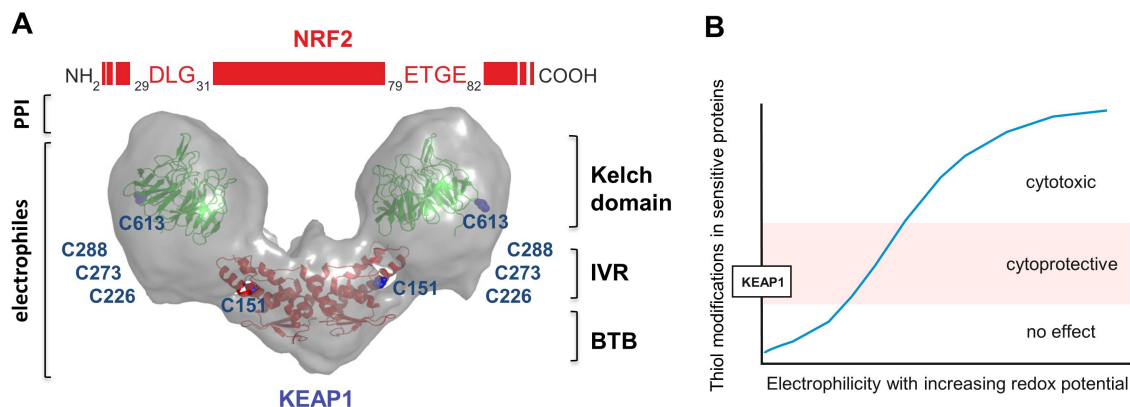 A
NRF2
NH2 29DLG31 79ETGE82 COOH
PPI
electrophiles
Kelch
domain
C613
C613
C288
C273
C226
C288
C273
C226
IVR
C151
C151
BTB
KEAP1
B
Thiol modifications in sensitive proteins
cytotoxic
cytoprotective
KEAP1
no effect
Electrophilicity with increasing redox potential